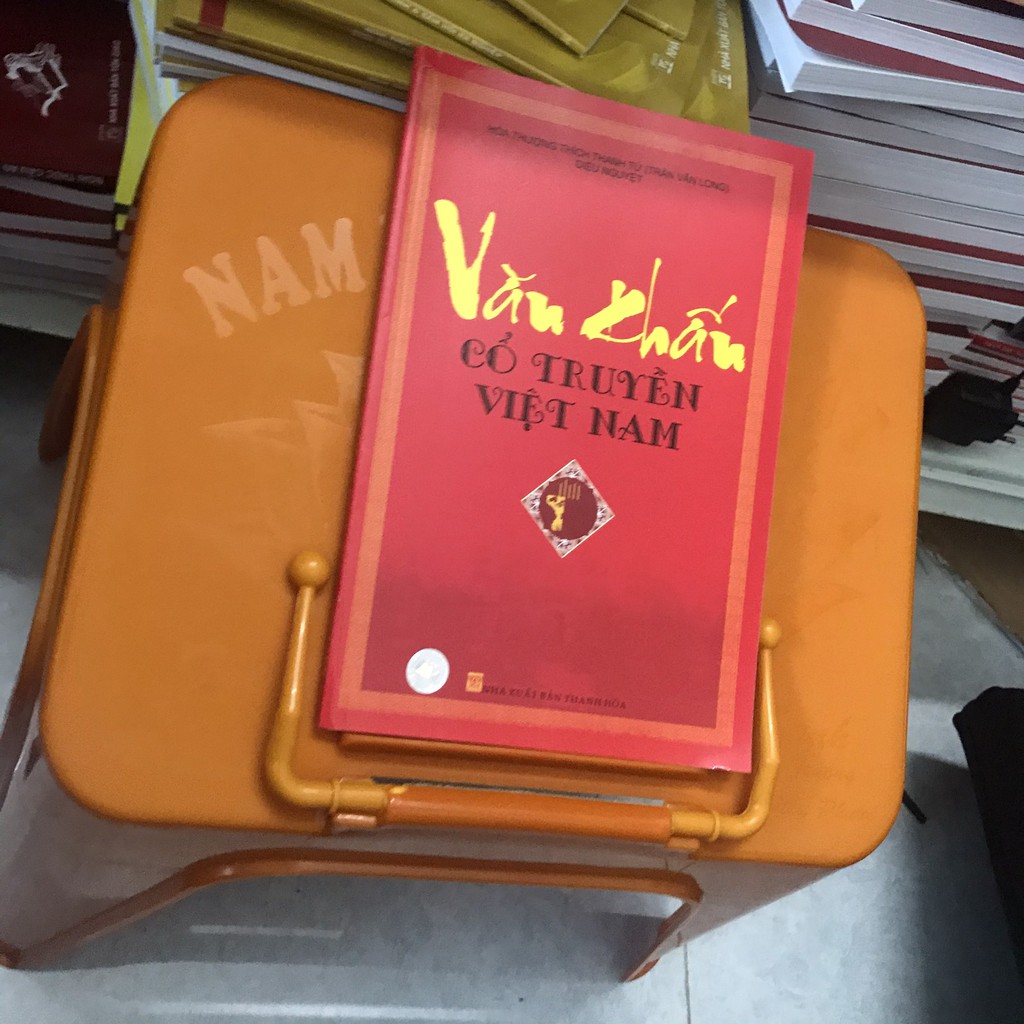 HÒA THƯỢNG THÍCH THANH TỪ (TRẦN VĂN LONG)
DIỆU NGUYỆT
Văn khấn
CỔ TRUYỀN
VIỆT NAM
NHÀ XUẤT BẢN THANH HÓA
NAM